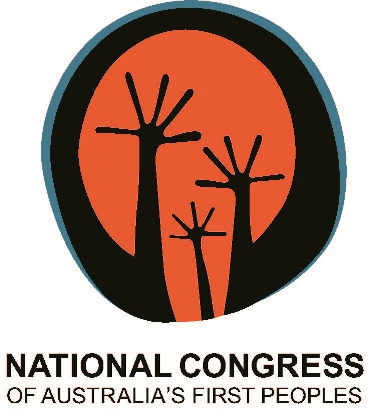 NATIONAL CONGRESS
OF AUSTRALIA'S FIRST PEOPLES